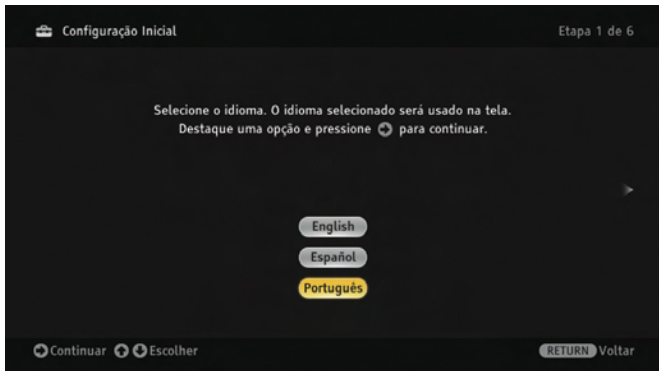 Configuração Inicial
Etapa 1 de 6
Selecione o idioma. O idioma selecionado será usado na tela.
Destaque uma opção e pressione para continuar.
English
Español
Português
Continuar Escolher
RETURN Voltar